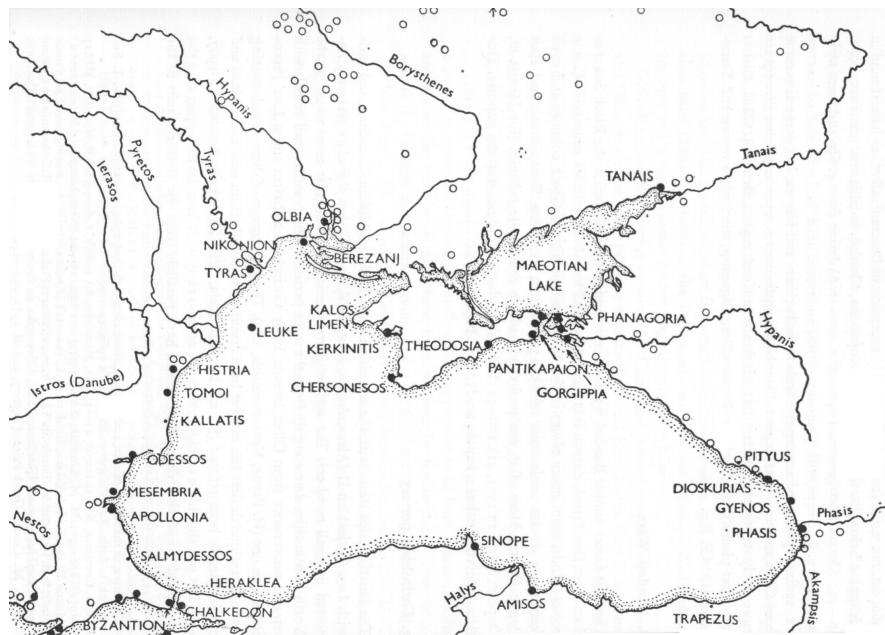 Borysthenes
Hypanis
Tyras
Pyretos
Ierasos
Tanais
TANÁIS
OLBIA
NIKONION
BEREZANJ
TYRAS
MAEOTIAN
LAKE
KALOS
LIMEN
LEUKE
KERKINITIS
THEODOSIA
PHANAGORIA
Hypanis
PANTIKAPAION
GORGIPPIA
CHERSONESOS
HISTRIA
Istros (Danube)
TOMOI
KALLATIS
ODESSOS
PITYUS
DIOSKURIAS
MESEMBRIA
GYENOS
APOLLONIA
Nestos
Phasis
PHASIS
SINOPE
SALMYDESSOS
HERAKLEA
Halys
Akampsis
CHALKEDON
AMISOS
TRAPEZUS
BYZANTION